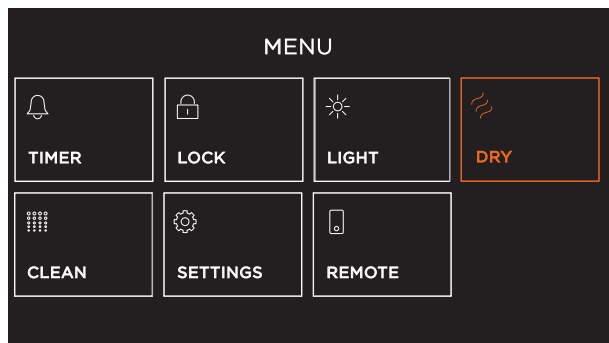 MENU
TIMER
LOCK
LIGHT
DRY
CLEAN
SETTINGS
REMOTE